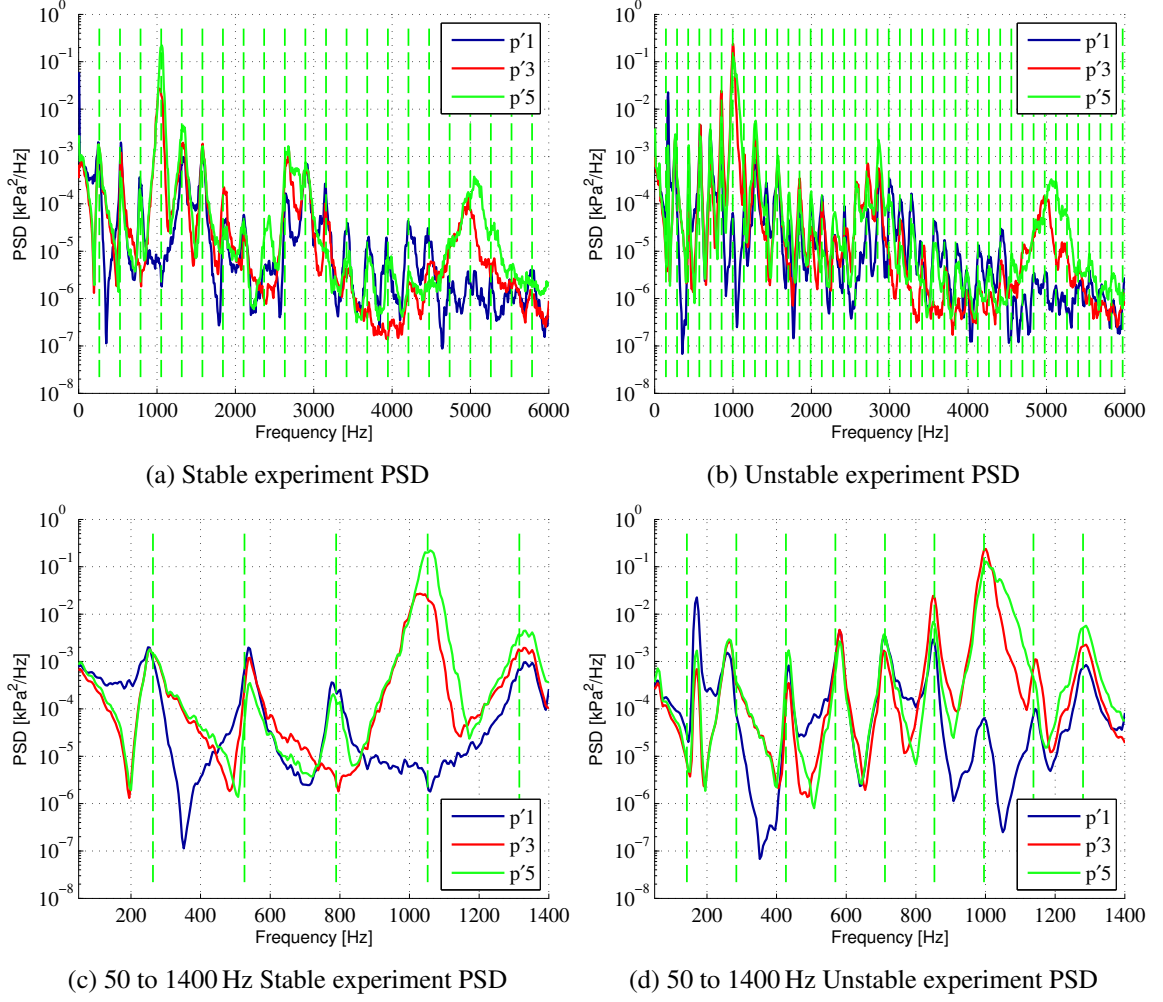 10^0
10^-1
10^-2
10^-3
10^-4
10^-5
10^-6
10^-7
10^-8
PSD [kPa^2/Hz]
0 1000 2000 3000 4000 5000 6000
Frequency [Hz]
p′1
p′3
p′5
(a) Stable experiment PSD
10^0
10^-1
10^-2
10^-3
10^-4
10^-5
10^-6
10^-7
10^-8
PSD [kPa^2/Hz]
0 1000 2000 3000 4000 5000 6000
Frequency [Hz]
p′1
p′3
p′5
(b) Unstable experiment PSD
10^0
10^-1
10^-2
10^-3
10^-4
10^-5
10^-6
10^-7
10^-8
PSD [kPa^2/Hz]
200 400 600 800 1000 1200 1400
Frequency [Hz]
p′1
p′3
p′5
(c) 50 to 1400 Hz Stable experiment PSD
10^0
10^-1
10^-2
10^-3
10^-4
10^-5
10^-6
10^-7
10^-8
PSD [kPa^2/Hz]
200 400 600 800 1000 1200 1400
Frequency [Hz]
p′1
p′3
p′5
(d) 50 to 1400 Hz Unstable experiment PSD